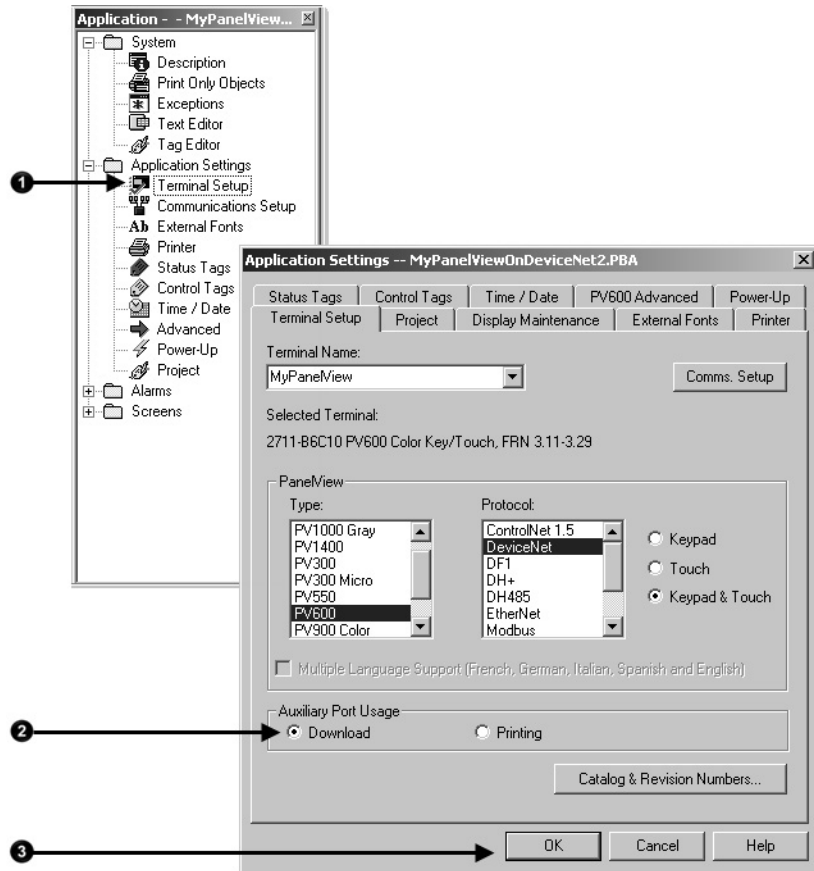 Application - - MyPanelView...
System
Description
Print Only Objects
Exceptions
Text Editor
Tag Editor
Application Settings
1
Terminal Setup
Communications Setup
Ab External Fonts
Printer
Status Tags
Control Tags
Time / Date
Advanced
Power-Up
Project
Alarms
Screens
Application Settings -- MyPanelViewOnDeviceNet2.PBA
Status Tags Control Tags Time / Date PV600 Advanced Power-Up
Terminal Setup Project Display Maintenance External Fonts Printer
Terminal Name:
MyPanelView Comms. Setup
Selected Terminal:
2711-B6C10 PV600 Color Key/Touch, FRN 3.11-3.29
PanelView
Type: Protocol:
PV1000 Gray ControlNet 1.5
PV1400 DeviceNet Keypad
PV300 DF1
PV300 Micro DH+ Touch
PV550 DH485
PV600 EtherNet Keypad & Touch
PV900 Color Modbus
Multiple Language Support (French, German, Italian, Spanish and English)
Auxiliary Port Usage
2 Download Printing
Catalog & Revision Numbers...
3 OK Cancel Help